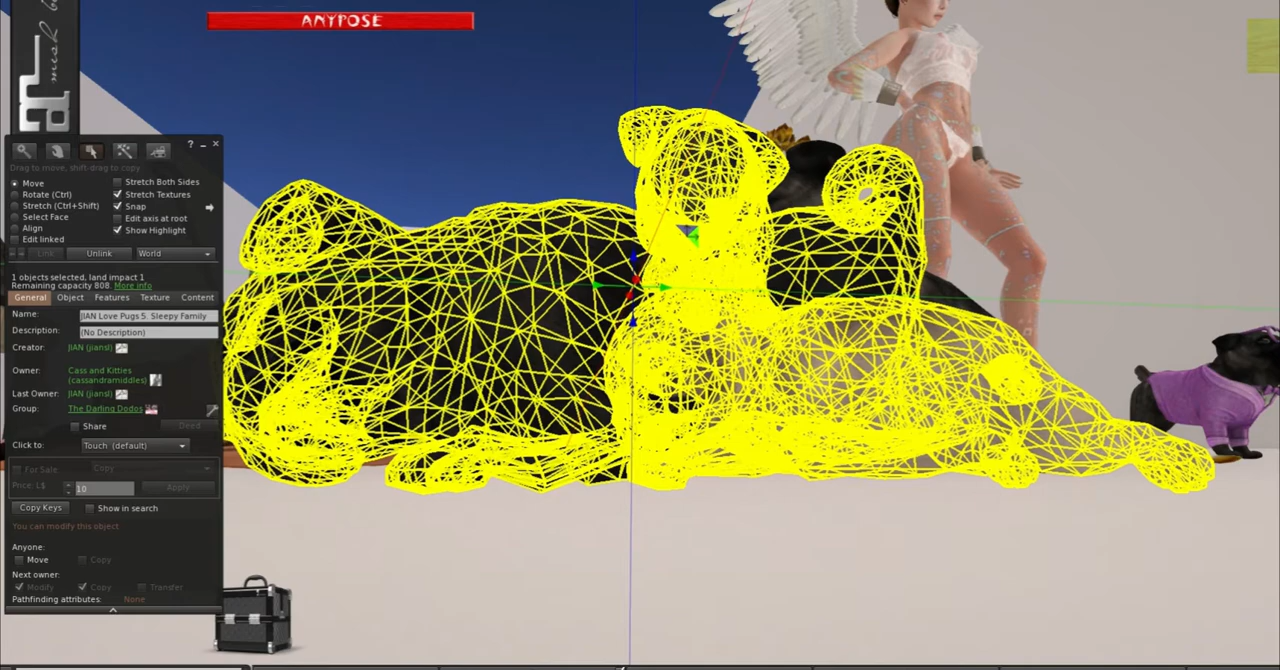 ANYPOSE
mesh
? _ ×
Drag to move, shift-drag to copy
Move
Stretch Both Sides
Rotate (Ctrl)
Stretch Textures
Stretch (Ctrl+Shift)
Snap
Select Face
Edit axis at root
Align
Show Highlight
Edit linked
Link Unlink World
1 objects selected, land impact 1
Remaining capacity 808. More info
General Object Features Texture Content
Name: JIAN Love Pugs 5. Sleepy Family
Description: (No Description)
Creator: JIAN (jiansl)
Owner: Cass and Kitties
(cassandramiddles)
Last Owner: JIAN (jiansl)
Group: The Darling Dodos
Share Deed
Click to: Touch (default)
For Sale: Copy
Price: L$ 10 Apply
Copy Keys Show in search
You can modify this object
Anyone:
Move Copy
Next owner:
Modify Copy Transfer
Pathfinding attributes: None